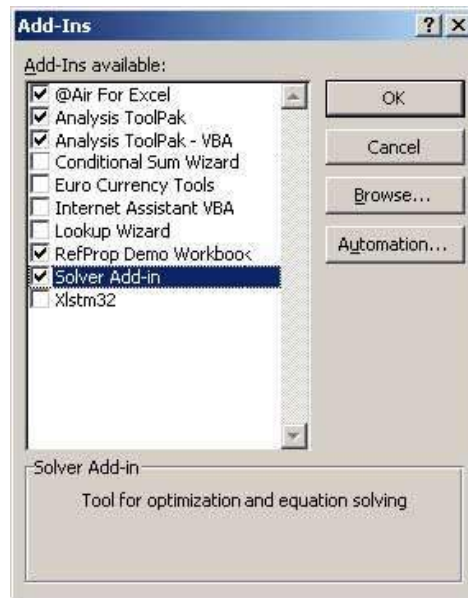 Add-Ins
Add-Ins available:
@Air For Excel
Analysis ToolPak
Analysis ToolPak - VBA
Conditional Sum Wizard
Euro Currency Tools
Internet Assistant VBA
Lookup Wizard
RefProp Demo Workbook
Solver Add-in
Xlstm32
OK
Cancel
Browse...
Automation...
Solver Add-in
Tool for optimization and equation solving